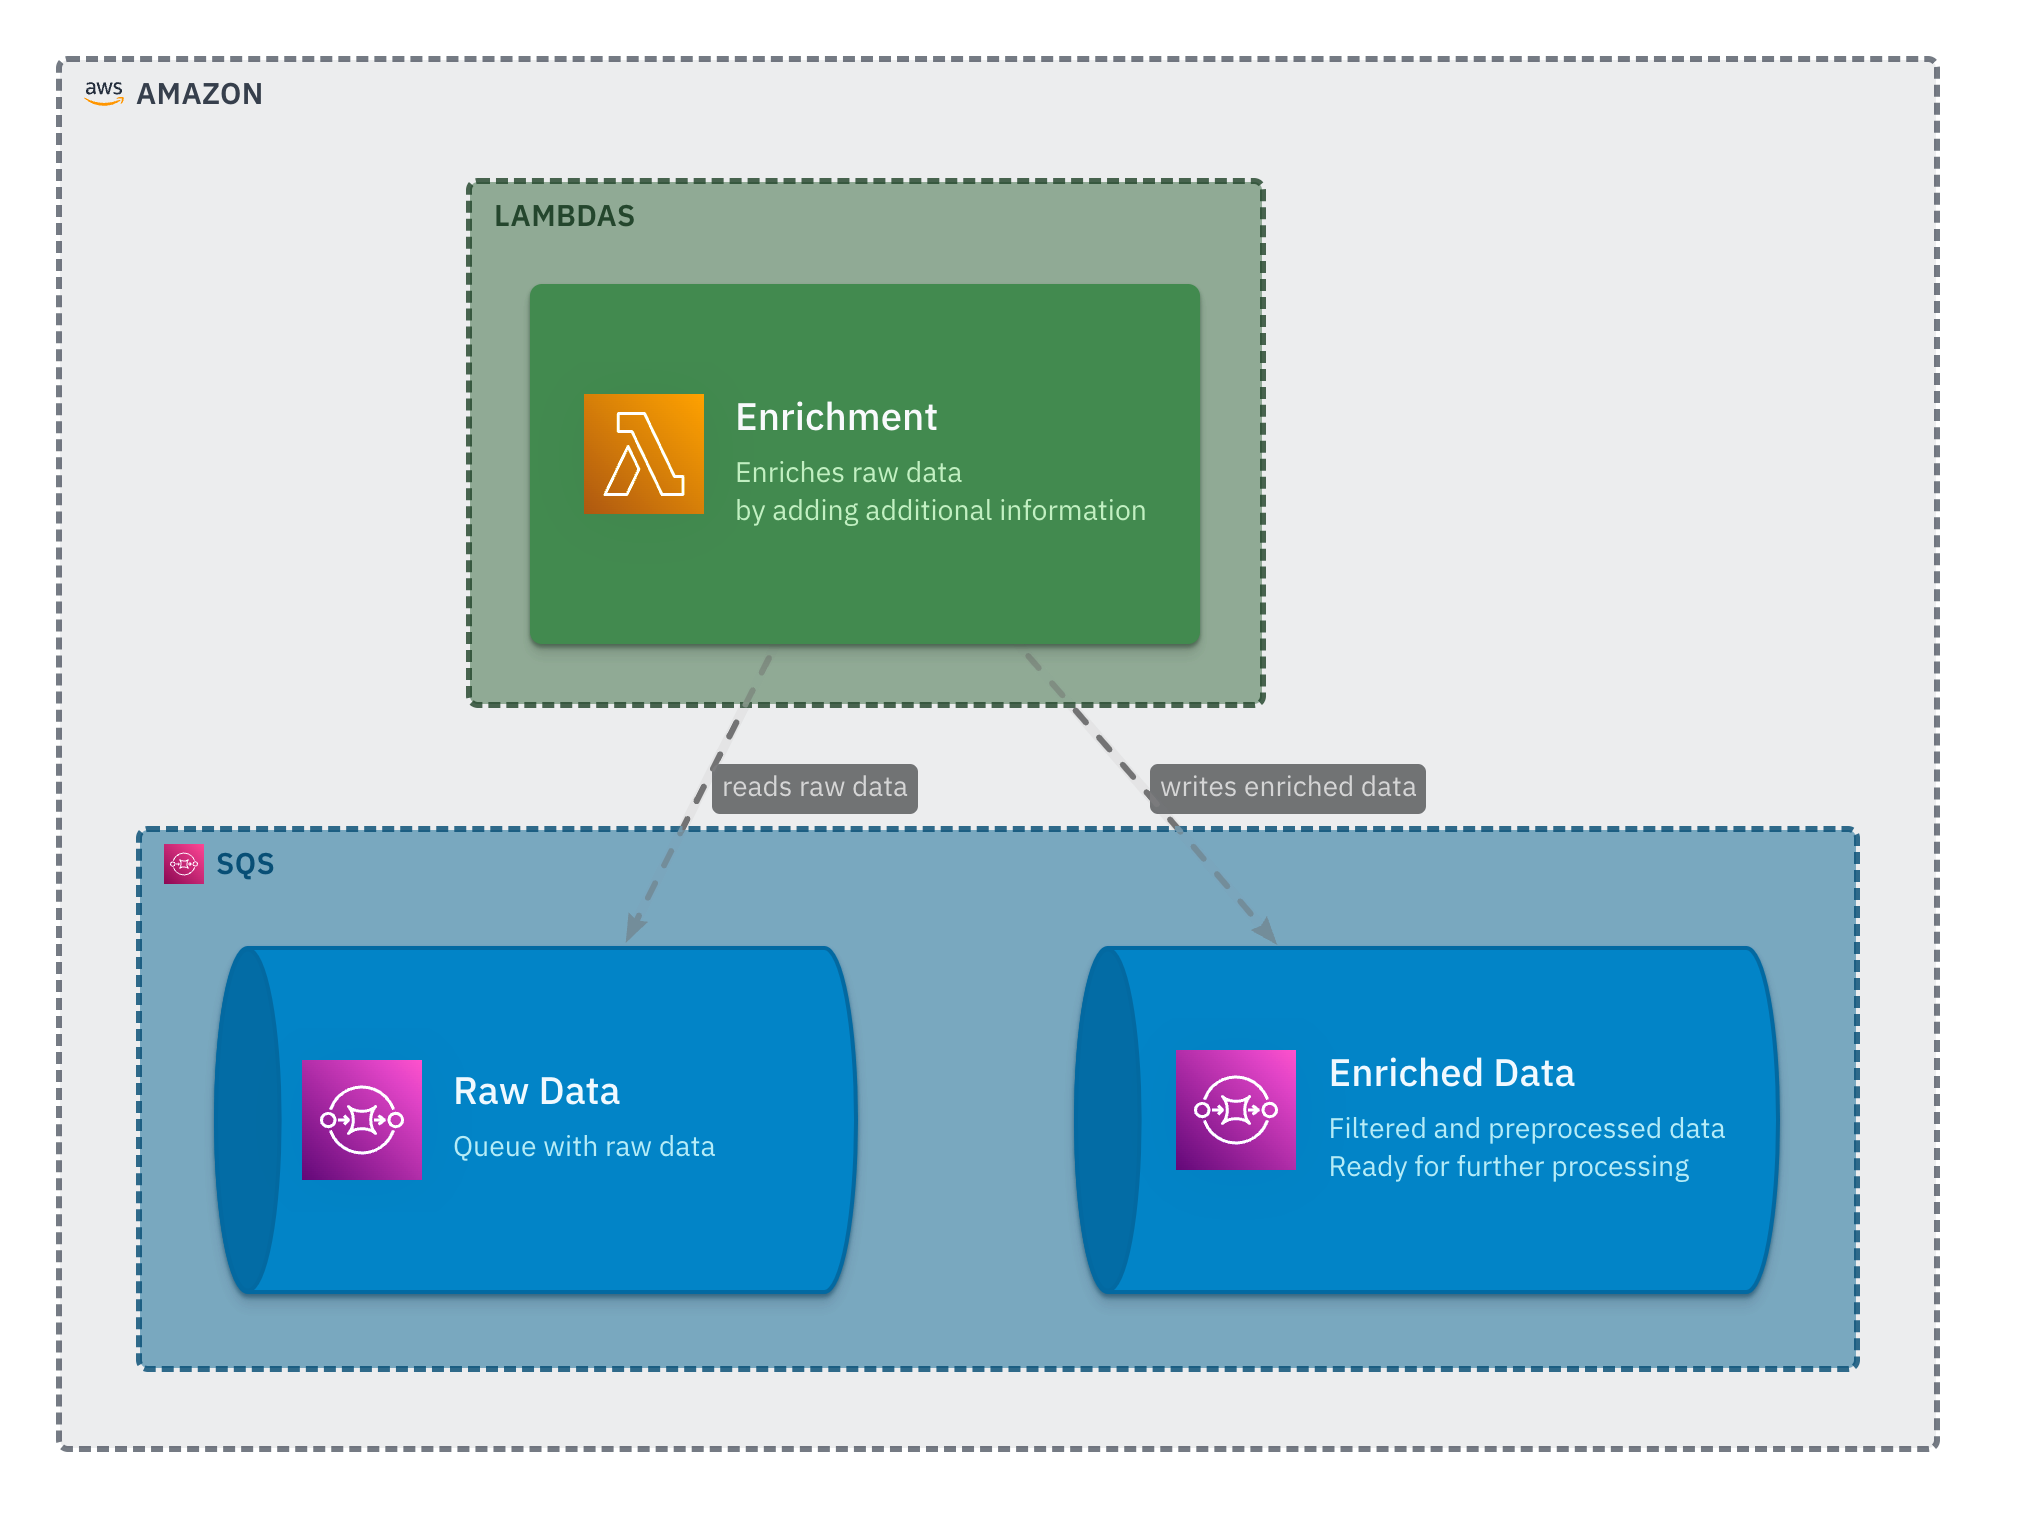 aws AMAZON
LAMBDAS
Enrichment
Enriches raw data
by adding additional information
reads raw data
writes enriched data
SQS
Raw Data
Queue with raw data
Enriched Data
Filtered and preprocessed data
Ready for further processing